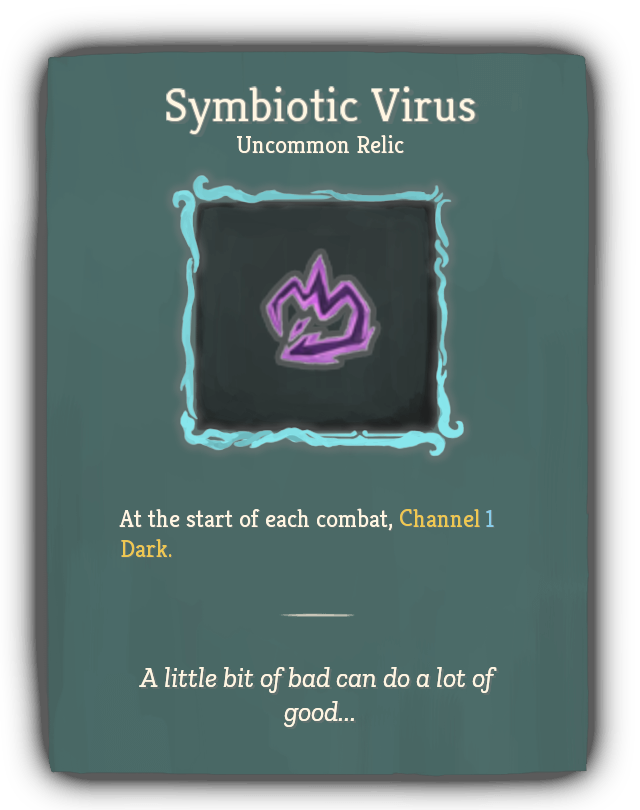 Symbiotic Virus
Uncommon Relic
At the start of each combat, Channel 1
Dark.
A little bit of bad can do a lot of
good...